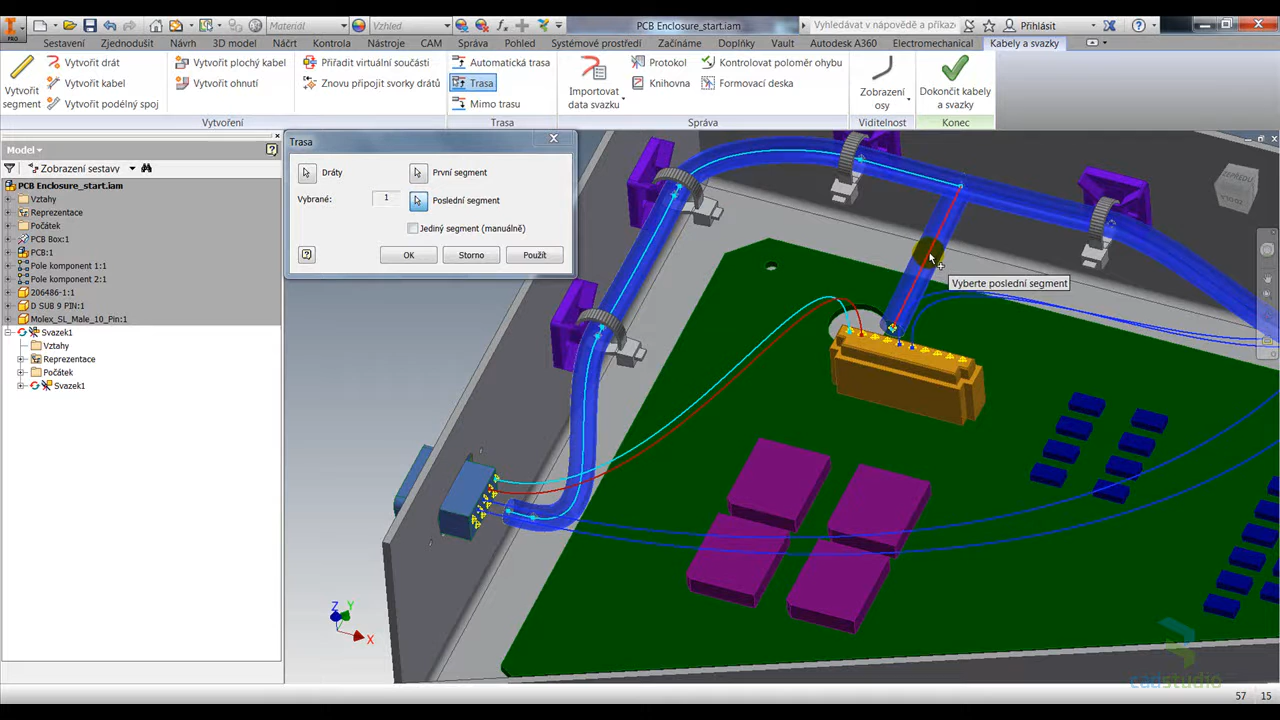 PRO
Materiál
Vzhled
PCB Enclosure_start.iam
Vyhledávat v nápovědě a příkaz
Přihlásit
Sestavení Zjednodušit Návrh 3D model Načrt Kontrola Nástroje CAM Správa Pohled Systémové prostředí Začínáme Doplňky Vault Autodesk A360 Electromechanical Kabely a svazky
Vytvořit segment
Vytvořit drát
Vytvořit kabel
Vytvořit podélný spoj
Vytvořit plochý kabel
Vytvořit ohnutí
Přiřadit virtuální součásti
Znovu připojit svorky drátů
Automatická trasa
Trasa
Mimo trasu
Importovat data svazku
Protokol
Knihovna
Kontrolovat poloměr ohybu
Formovací deska
Zobrazení osy
Dokončit kabely a svazky
Vytvoření Trasa Správa Viditelnost Konec
Model
Zobrazení sestavy
PCB Enclosure_start.iam
Vztahy
Reprezentace
Počátek
PCB Box:1
PCB:1
Pole komponent 1:1
Pole komponent 2:1
206486-1:1
D SUB 9 PIN:1
Molex_SL_Male_10_Pin:1
Svazek1
Vztahy
Reprezentace
Počátek
Svazek1
Trasa
Dráty
První segment
Vybrané: 1
Poslední segment
Jediný segment (manuálně)
OK Storno Použít
Vyberte poslední segment
Z Y X
cadstudio
57 15